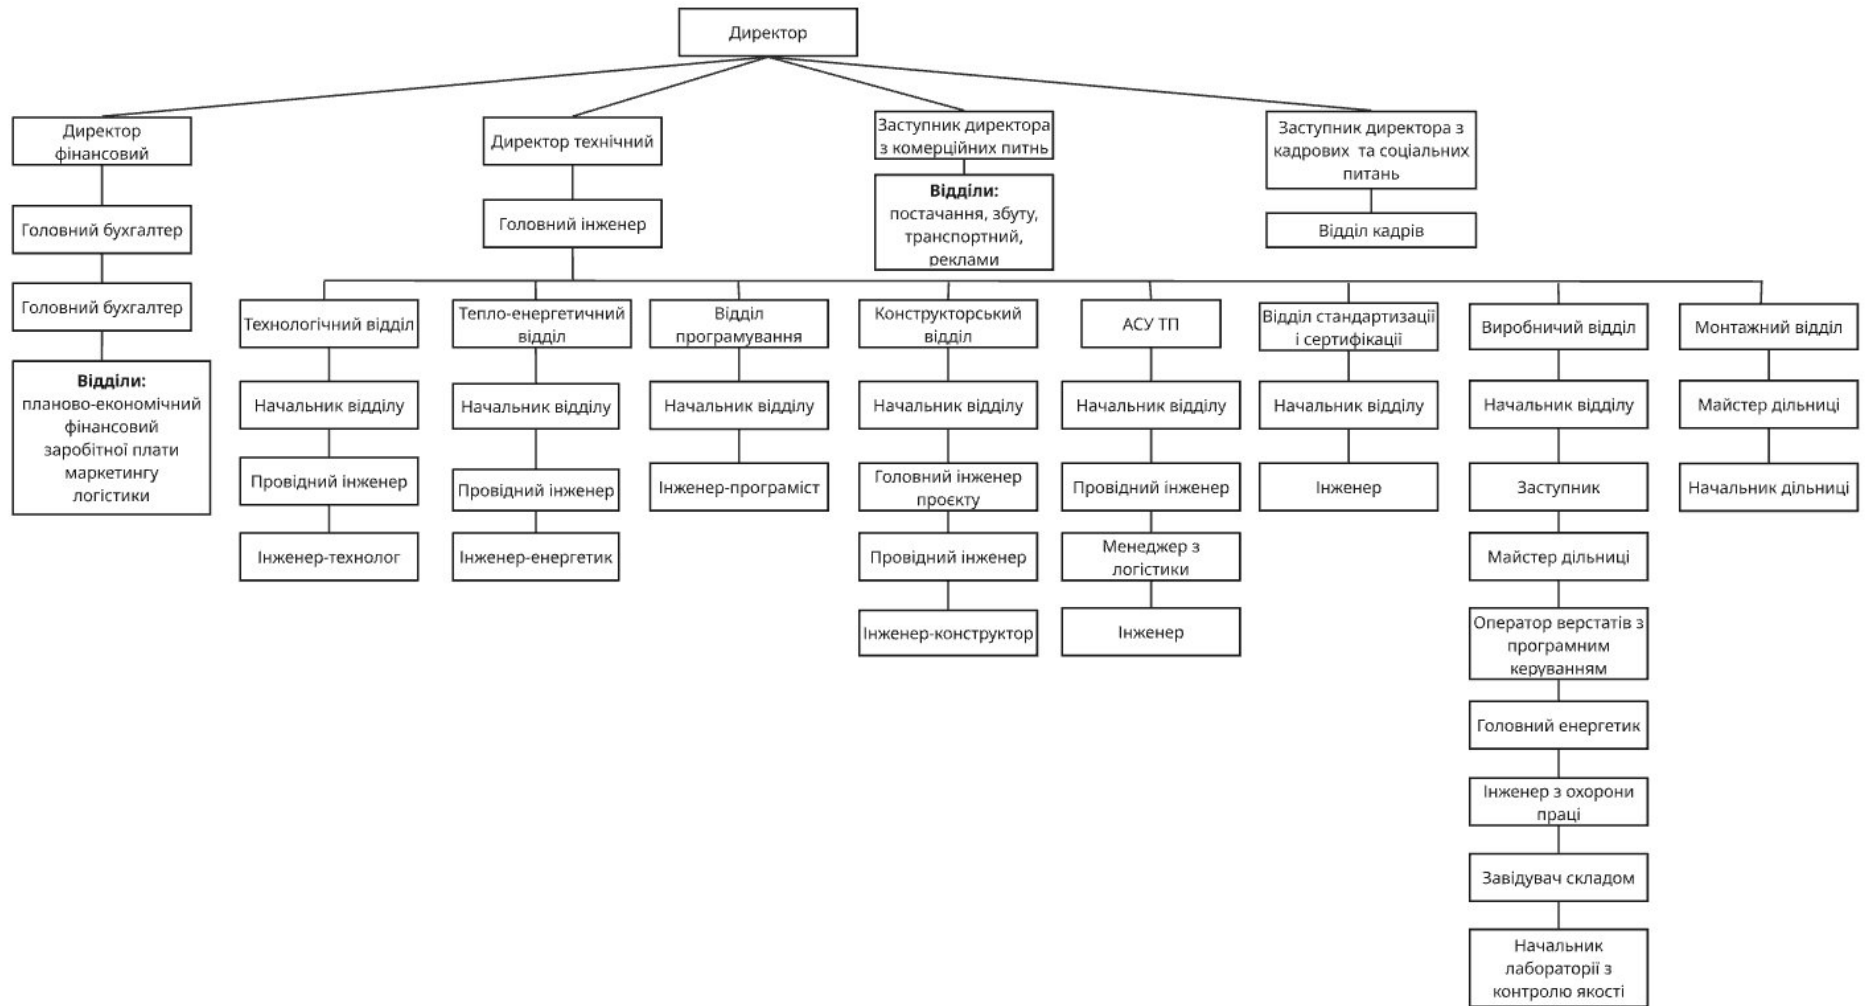 Директор
Директор
фінансовий
Директор технічний
Заступник директора
з комерційних питнь
Заступник директора з
кадрових та соціальних
питань
Головний бухгалтер
Головний інженер
Відділи:
постачання, збуту,
транспортний,
реклами
Відділ кадрів
Головний бухгалтер
Відділи:
планово-економічний
фінансовий
заробітної плати
маркетингу
логістики
Технологічний відділ
Начальник відділу
Провідний інженер
Інженер-технолог
Тепло-енергетичний
відділ
Начальник відділу
Провідний інженер
Інженер-енергетик
Відділ
програмування
Начальник відділу
Інженер-програміст
Конструкторський
відділ
Начальник відділу
Головний інженер
проєкту
Провідний інженер
Інженер-конструктор
АСУ ТП
Начальник відділу
Провідний інженер
Менеджер з
логістики
Інженер
Відділ стандартизації
і сертифікації
Начальник відділу
Інженер
Виробничий відділ
Начальник відділу
Заступник
Майстер дільниці
Оператор верстатів з
програмним
керуванням
Головний енергетик
Інженер з охорони
праці
Завідувач складом
Начальник
лабораторії з
контролю якості
Монтажний відділ
Майстер дільниці
Начальник дільниці